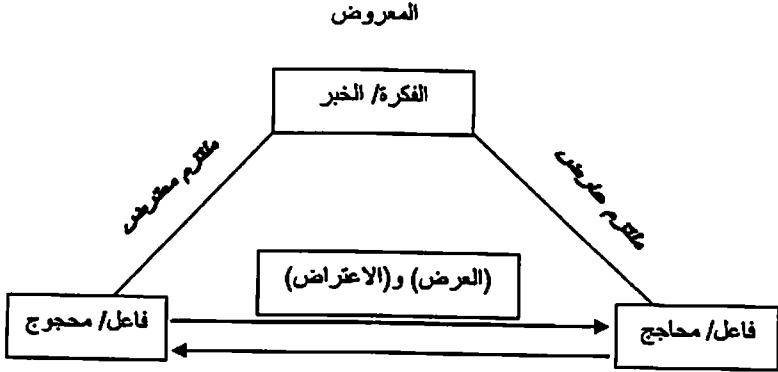 المعروض
الفكرة/ الخبر
ملتزم عارض
ملتزم معترض
(العرض) و(الاعتراض)
فاعل/ محاجج
فاعل/ محجوج